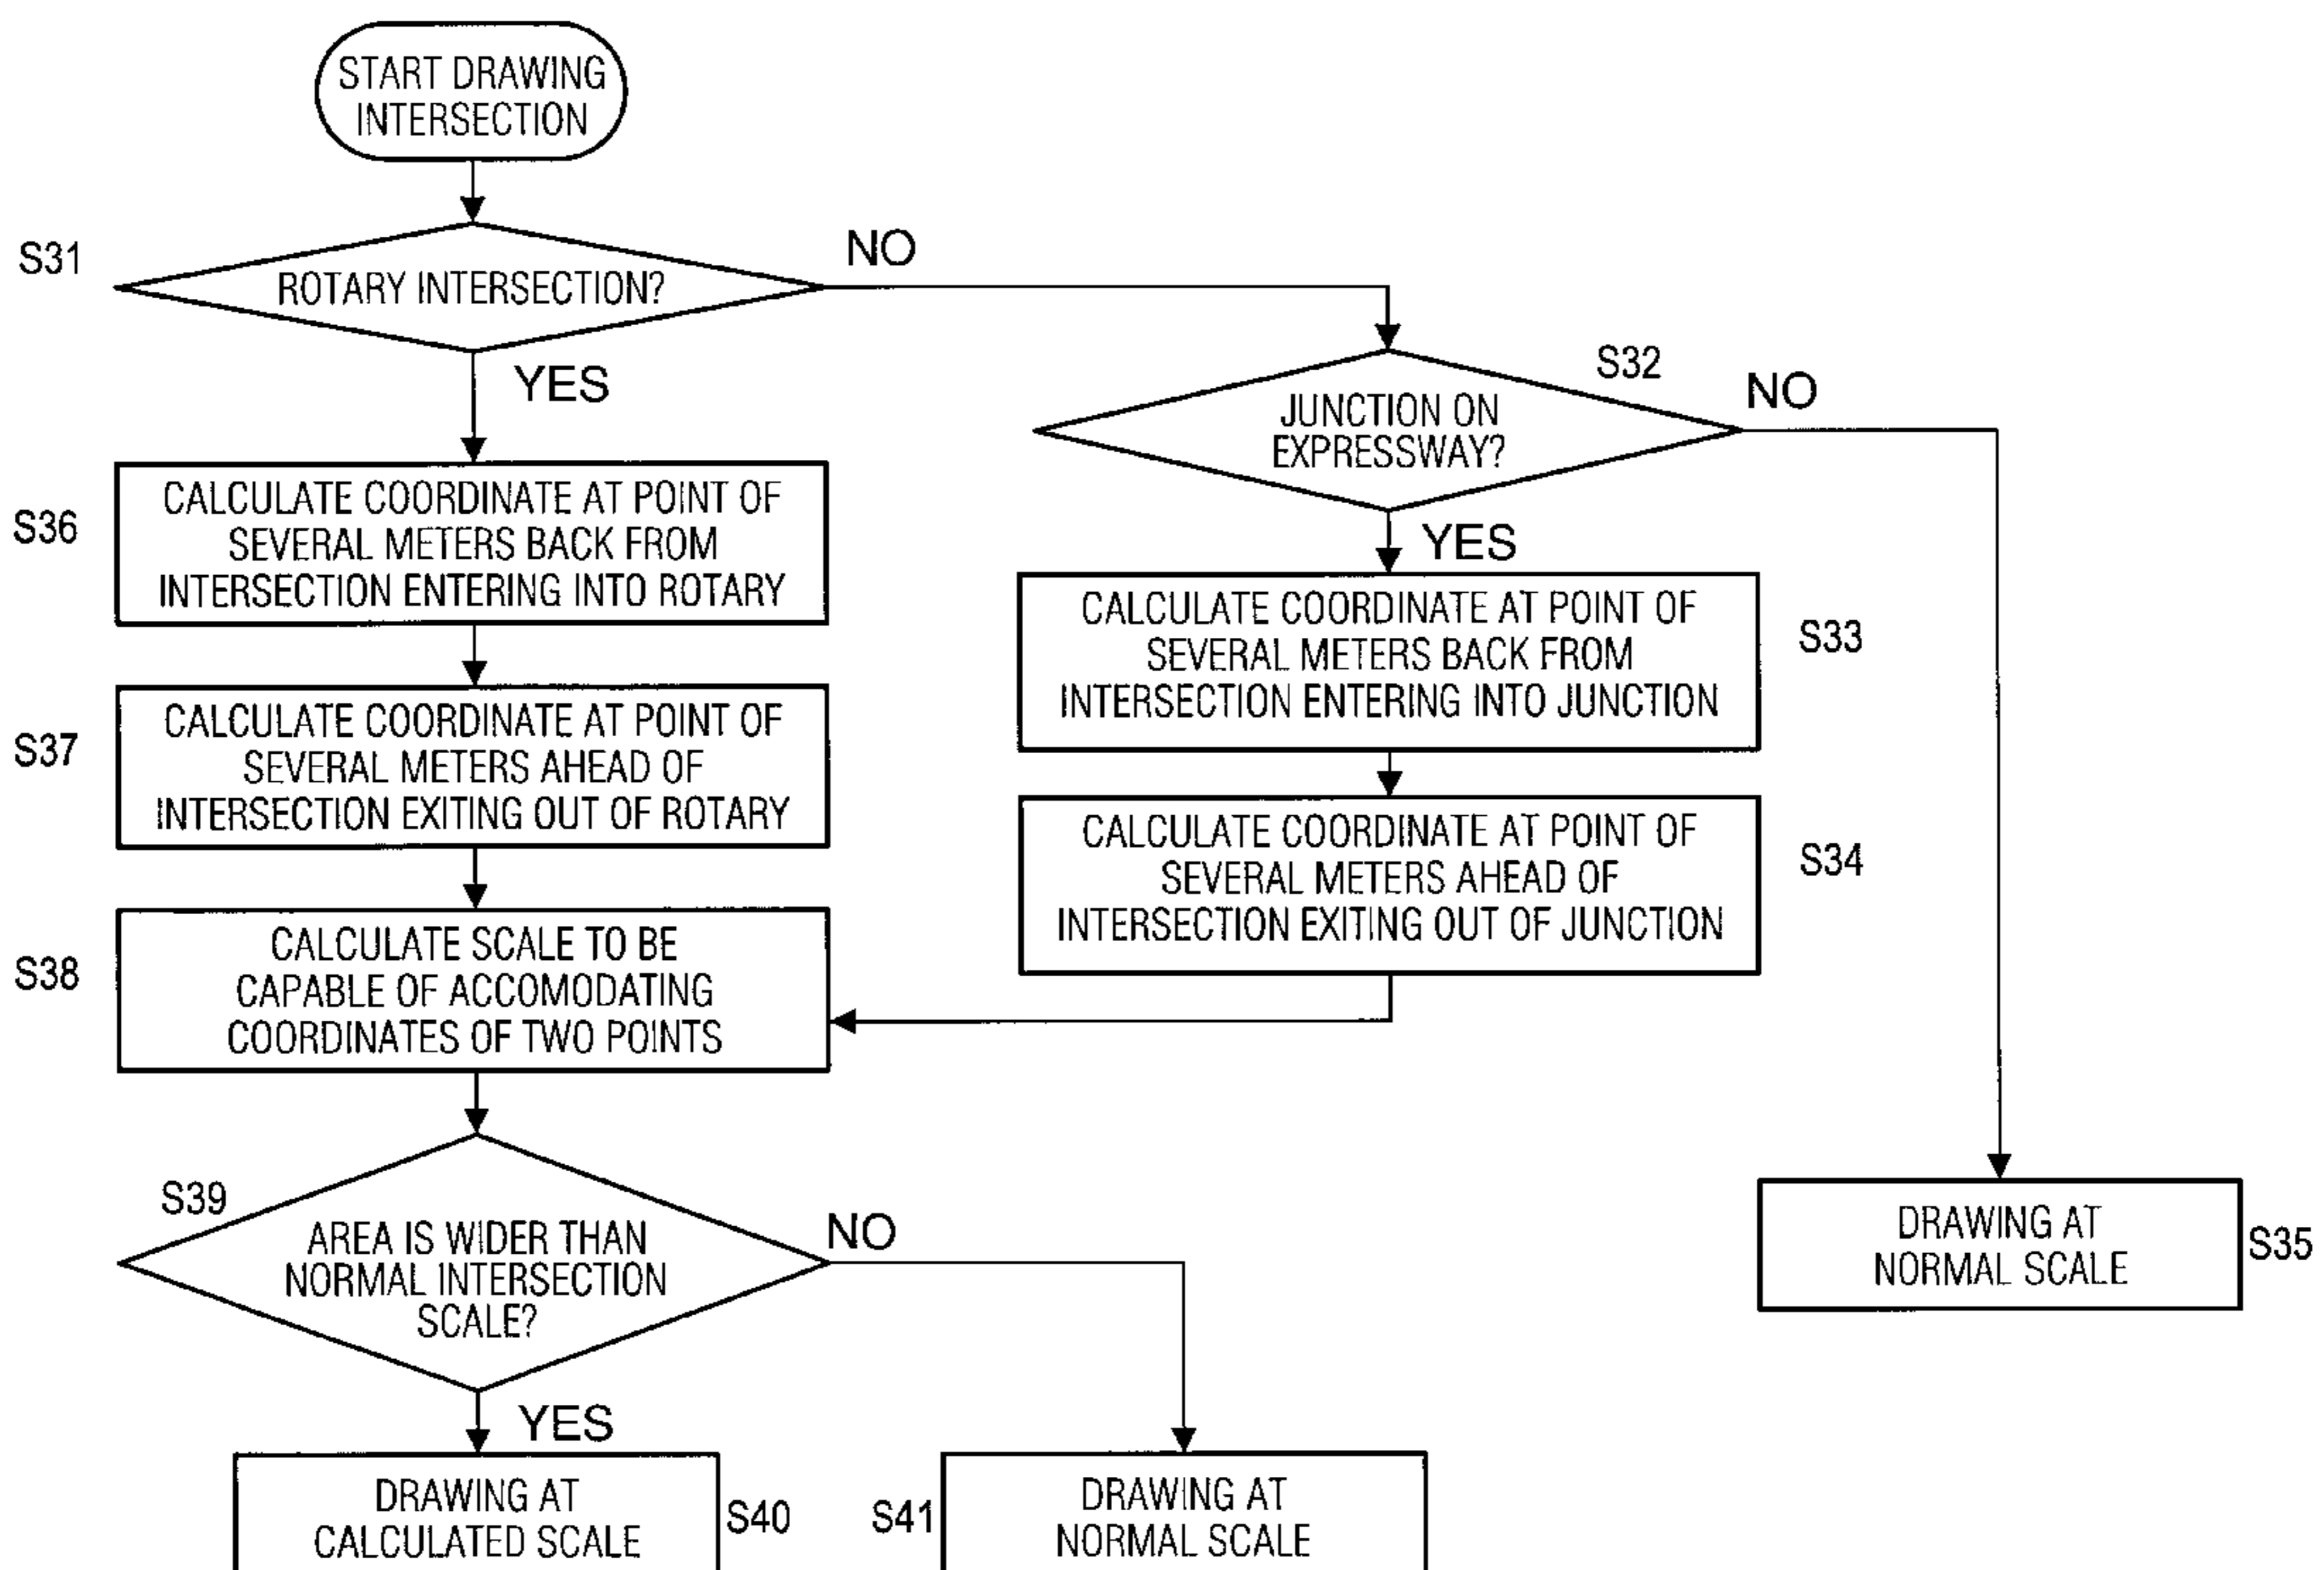 START DRAWING
INTERSECTION
S31
ROTARY INTERSECTION?
NO
YES
S32
JUNCTION ON
EXPRESSWAY?
NO
YES
S36
CALCULATE COORDINATE AT POINT OF
SEVERAL METERS BACK FROM
INTERSECTION ENTERING INTO ROTARY
CALCULATE COORDINATE AT POINT OF
SEVERAL METERS BACK FROM
INTERSECTION ENTERING INTO JUNCTION
S33
S37
CALCULATE COORDINATE AT POINT OF
SEVERAL METERS AHEAD OF
INTERSECTION EXITING OUT OF ROTARY
CALCULATE COORDINATE AT POINT OF
SEVERAL METERS AHEAD OF
INTERSECTION EXITING OUT OF JUNCTION
S34
S38
CALCULATE SCALE TO BE
CAPABLE OF ACCOMODATING
COORDINATES OF TWO POINTS
S39
AREA IS WIDER THAN
NORMAL INTERSECTION
SCALE?
NO
YES
DRAWING AT
NORMAL SCALE
S35
DRAWING AT
CALCULATED SCALE
S40
S41
DRAWING AT
NORMAL SCALE